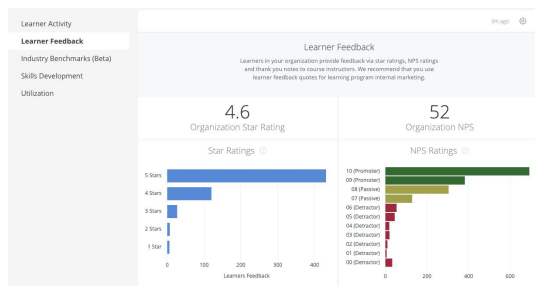 Learner Activity
Learner Feedback
Industry Benchmarks (Beta)
Skills Development
Utilization
3m ago
Learner Feedback
Learners in your organization provide feedback via star ratings, NPS ratings
and thank you notes to course instructors. We recommend that you use
learner feedback quotes for learning program internal marketing.
4.6
Organization Star Rating
52
Organization NPS
Star Ratings
5 Stars
4 Stars
3 Stars
2 Stars
1 Star
0 100 200 300 400
Learners Feedback
NPS Ratings
10 (Promoter)
09 (Promoter)
08 (Passive)
07 (Passive)
06 (Detractor)
05 (Detractor)
04 (Detractor)
03 (Detractor)
02 (Detractor)
01 (Detractor)
00 (Detractor)
0 200 400 600